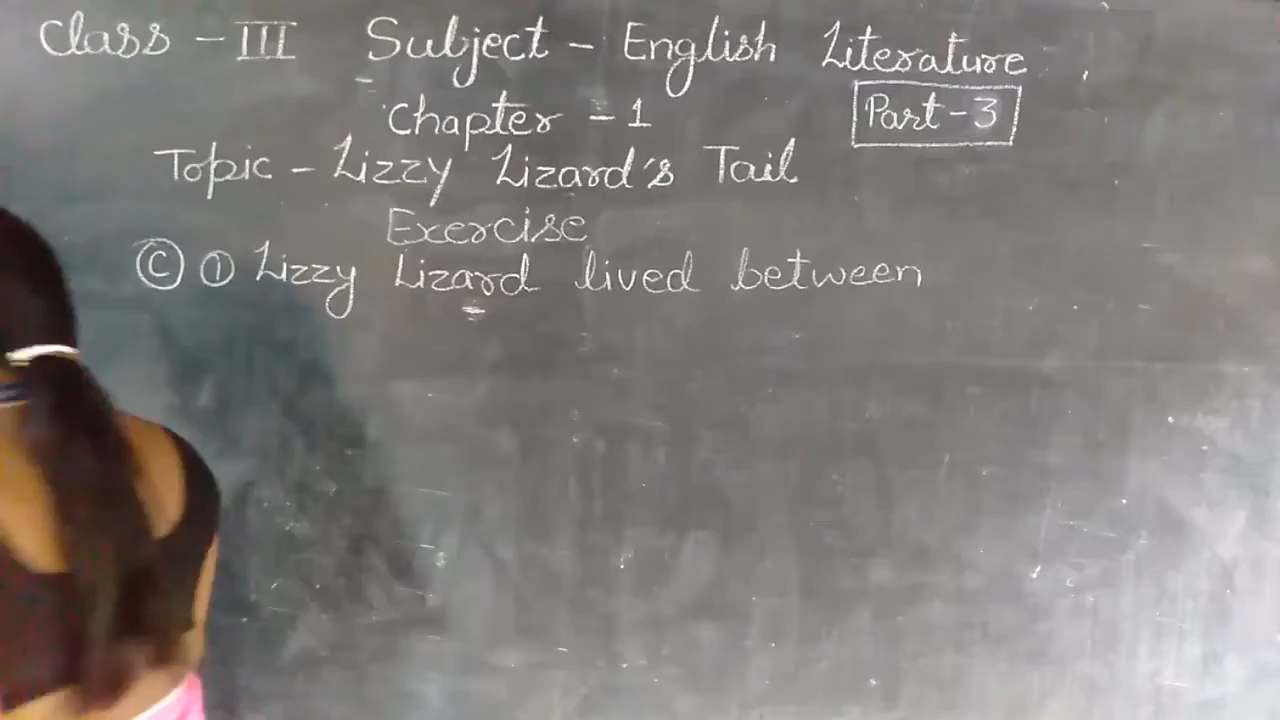 Class - III Subject - English Literature
Chapter - 1 Part - 3
Topic - Lizzy Lizard's Tail
Exercise
C 1 Lizzy Lizard lived between